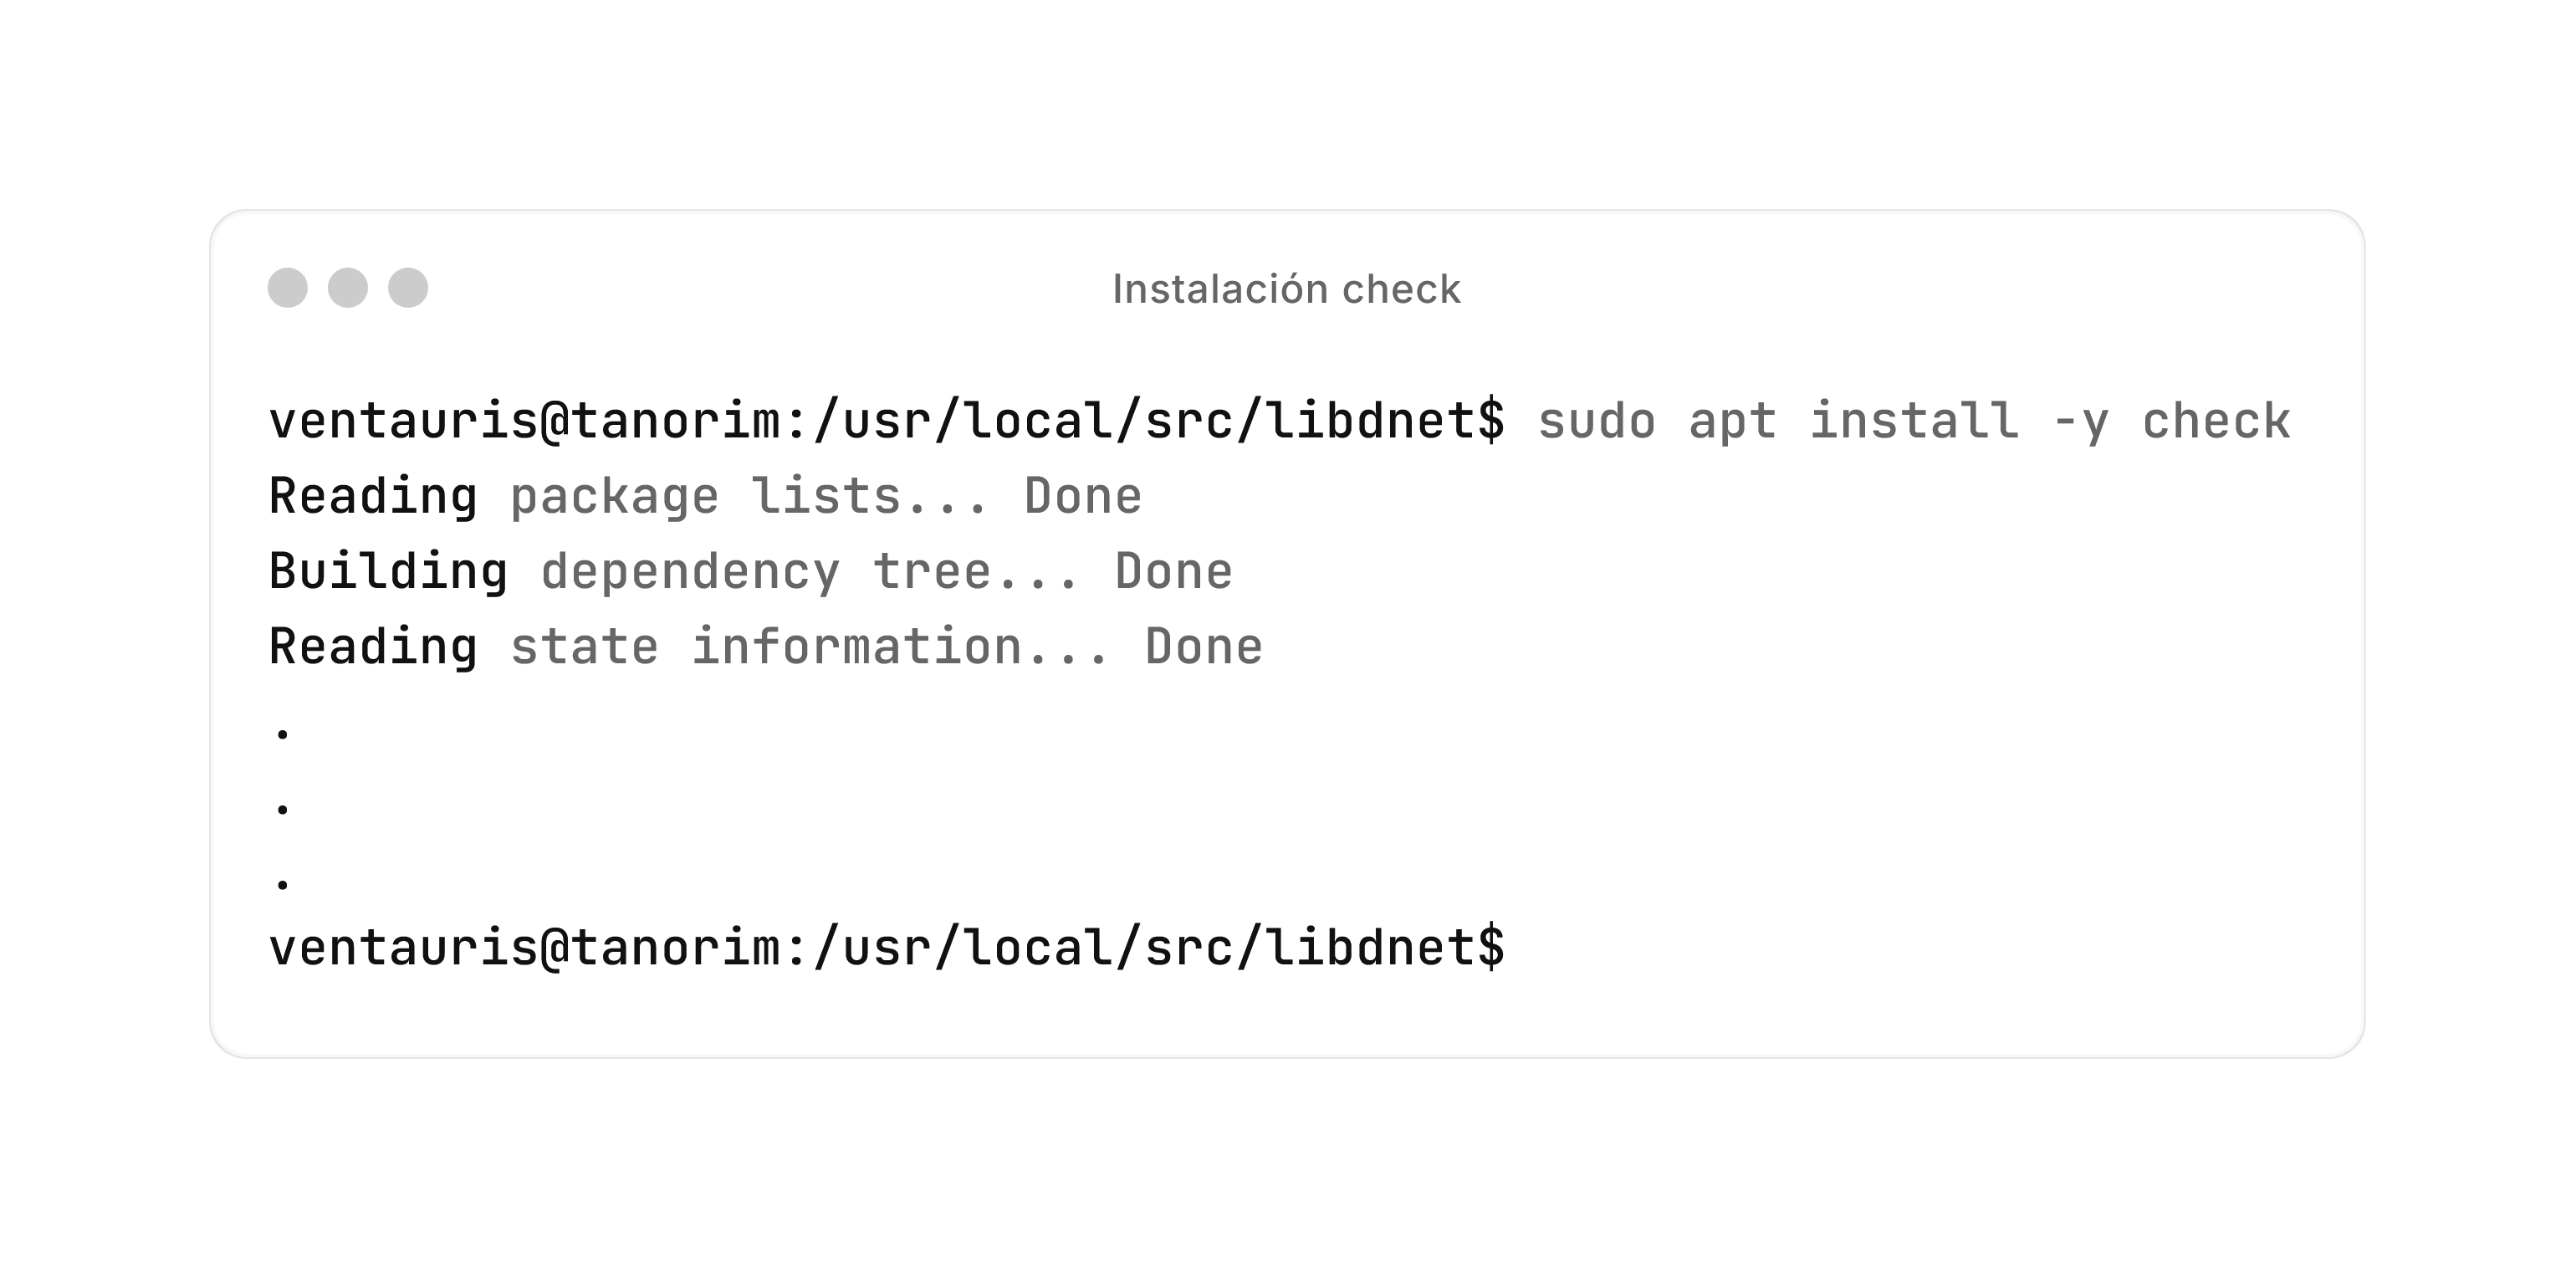 Instalación check
ventauris@tanorim:/usr/local/src/libdnet$ sudo apt install -y check
Reading package lists... Done
Building dependency tree... Done
Reading state information... Done
.
.
.
ventauris@tanorim:/usr/local/src/libdnet$